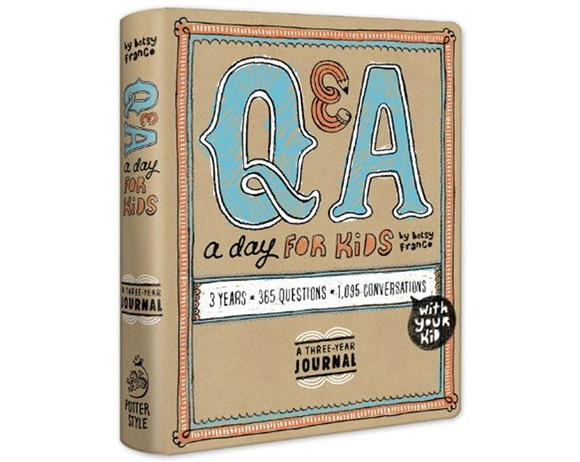 by betsy
Franco
Q&A
a day
FOR
KiDS
A THREE-YEAR
JOURNAL
POTTER
STYLE
Q&A
a day FOR KiDS by betsy
Franco
3 YEARS * 365 QUESTIONS * 1,095 CONVERSATIONS
with
YOUR
KiD
A THREE-YEAR
JOURNAL